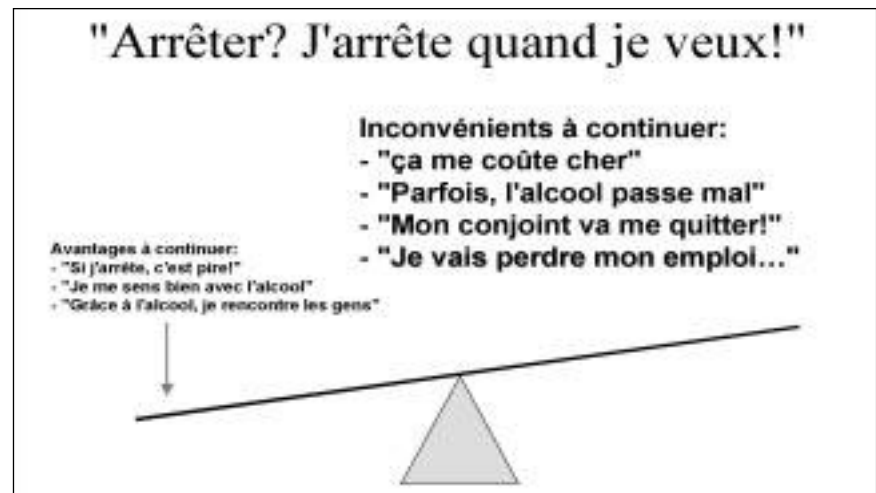 "Arrêter? J'arrête quand je veux!"
Inconvénients à continuer:
- "ça me coûte cher"
- "Parfois, l'alcool passe mal"
- "Mon conjoint va me quitter!"
- "Je vais perdre mon emploi..."
Avantages à continuer:
- "Si j'arrête, c'est pire!"
- "Je me sens bien avec l'alcool"
- "Grâce à l'alcool, je rencontre les gens"